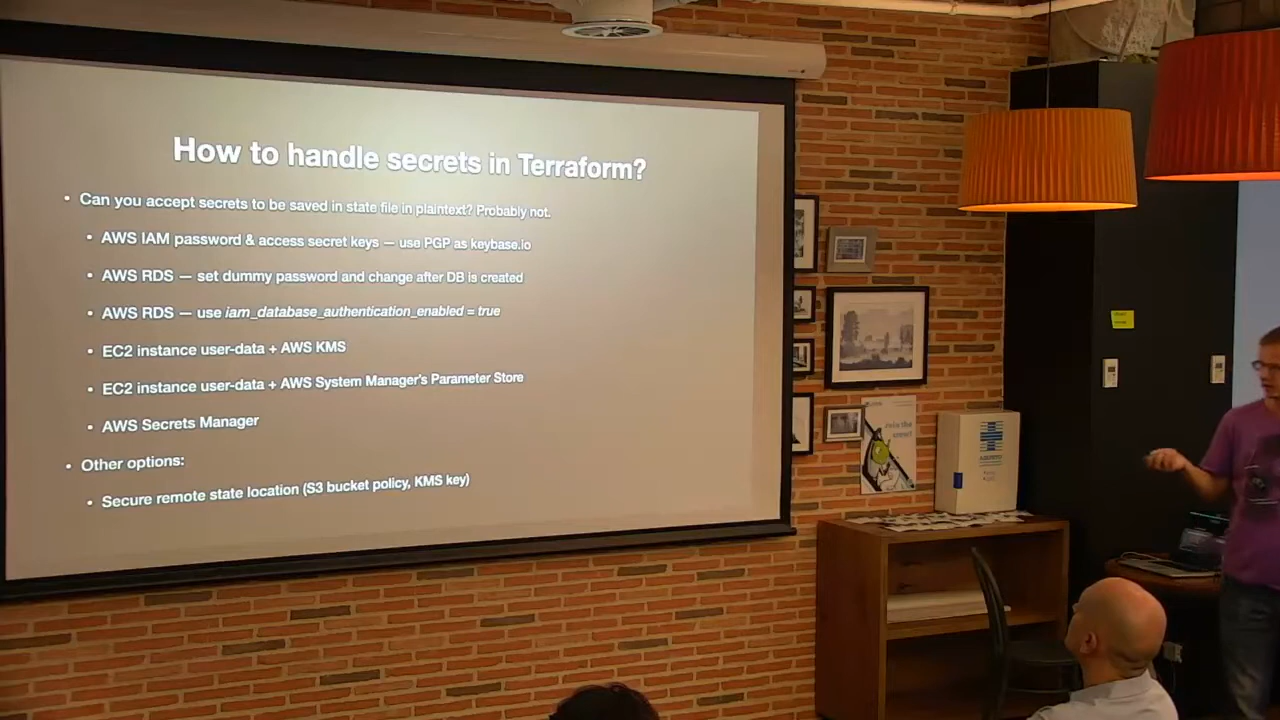 How to handle secrets in Terraform?
• Can you accept secrets to be saved in state file in plaintext? Probably not.
• AWS IAM password & access secret keys — use PGP as keybase.io
• AWS RDS — set dummy password and change after DB is created
• AWS RDS — use iam_database_authentication_enabled = true
• EC2 instance user-data + AWS KMS
• EC2 instance user-data + AWS System Manager's Parameter Store
• AWS Secrets Manager
• Other options:
• Secure remote state location (S3 bucket policy, KMS key)
Join the